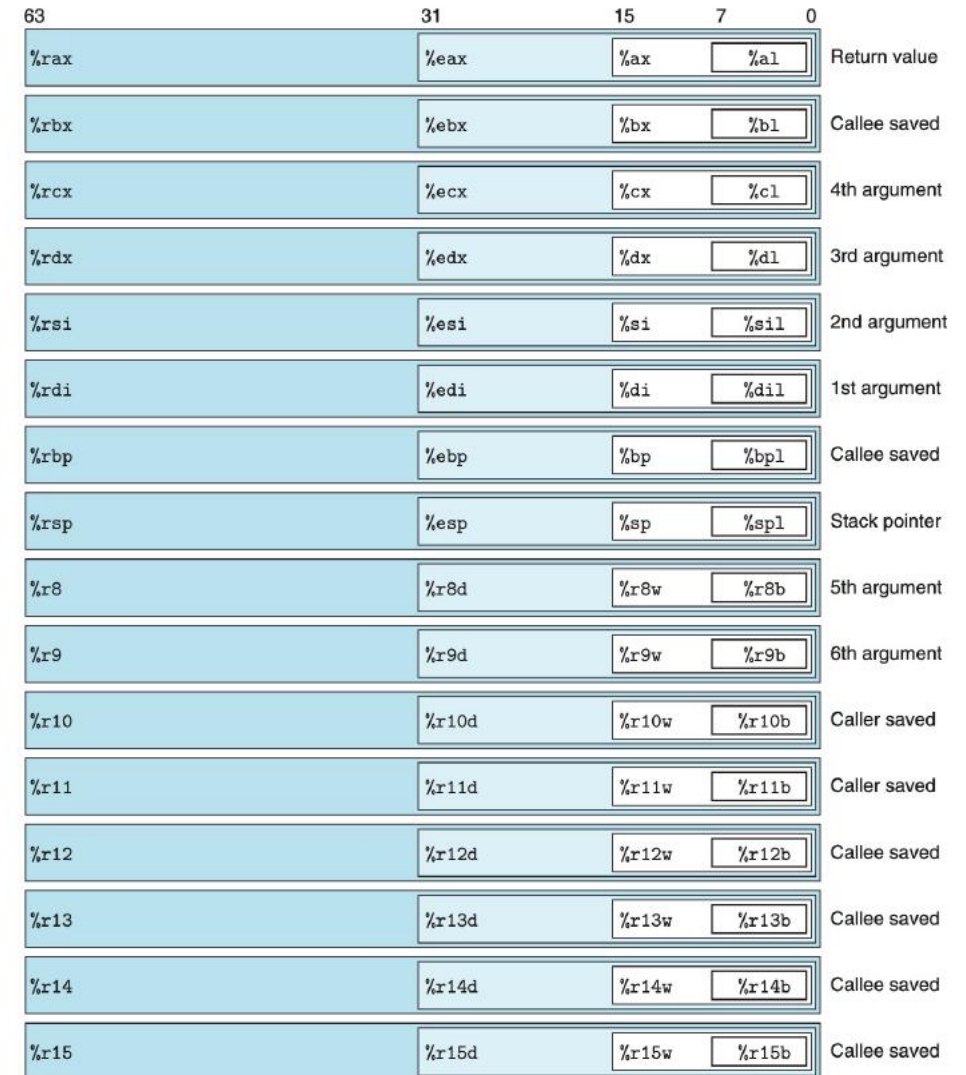 63 31 15 7 0
%rax %eax %ax %al Return value
%rbx %ebx %bx %bl Callee saved
%rcx %ecx %cx %cl 4th argument
%rdx %edx %dx %dl 3rd argument
%rsi %esi %si %sil 2nd argument
%rdi %edi %di %dil 1st argument
%rbp %ebp %bp %bpl Callee saved
%rsp %esp %sp %spl Stack pointer
%r8 %r8d %r8w %r8b 5th argument
%r9 %r9d %r9w %r9b 6th argument
%r10 %r10d %r10w %r10b Caller saved
%r11 %r11d %r11w %r11b Caller saved
%r12 %r12d %r12w %r12b Callee saved
%r13 %r13d %r13w %r13b Callee saved
%r14 %r14d %r14w %r14b Callee saved
%r15 %r15d %r15w %r15b Callee saved